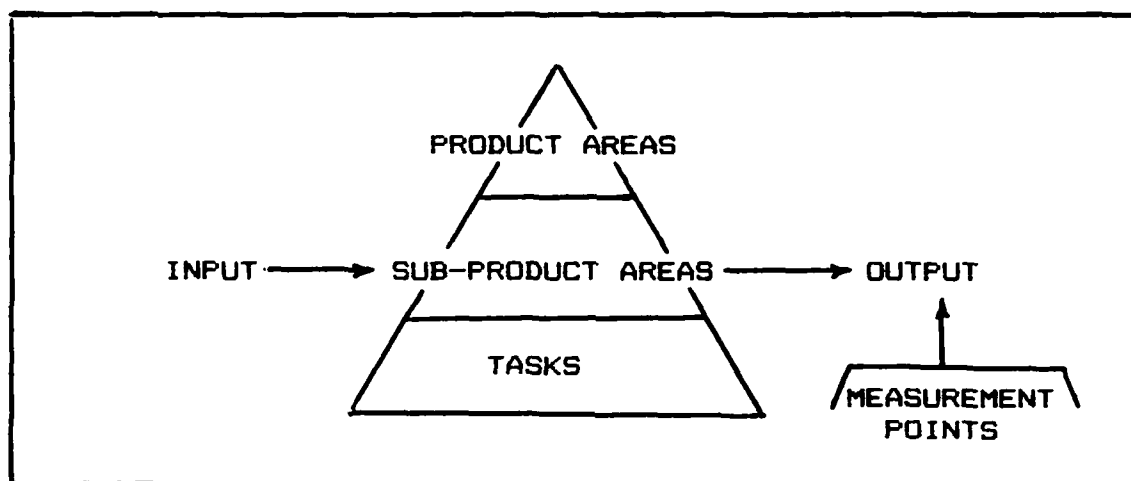 PRODUCT AREAS
INPUT
SUB-PRODUCT AREAS
OUTPUT
TASKS
MEASUREMENT
POINTS